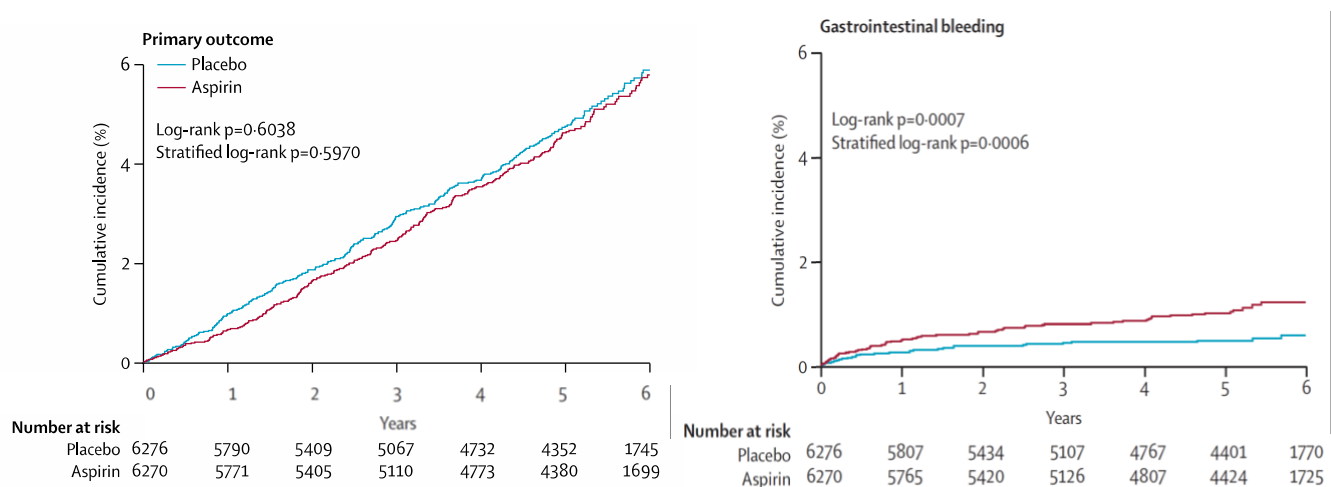 Primary outcome
Placebo
Aspirin
Log-rank p=0·6038
Stratified log-rank p=0·5970
Cumulative incidence (%)
6
4
2
0
0 1 2 3 4 5 6
Years
Number at risk
Placebo 6276 5790 5409 5067 4732 4352 1745
Aspirin 6270 5771 5405 5110 4773 4380 1699
Gastrointestinal bleeding
Log-rank p=0·0007
Stratified log-rank p=0·0006
Cumulative incidence (%)
6
4
2
0
0 1 2 3 4 5 6
Years
Number at risk
Placebo 6276 5807 5434 5107 4767 4401 1770
Aspirin 6270 5765 5420 5126 4807 4424 1725